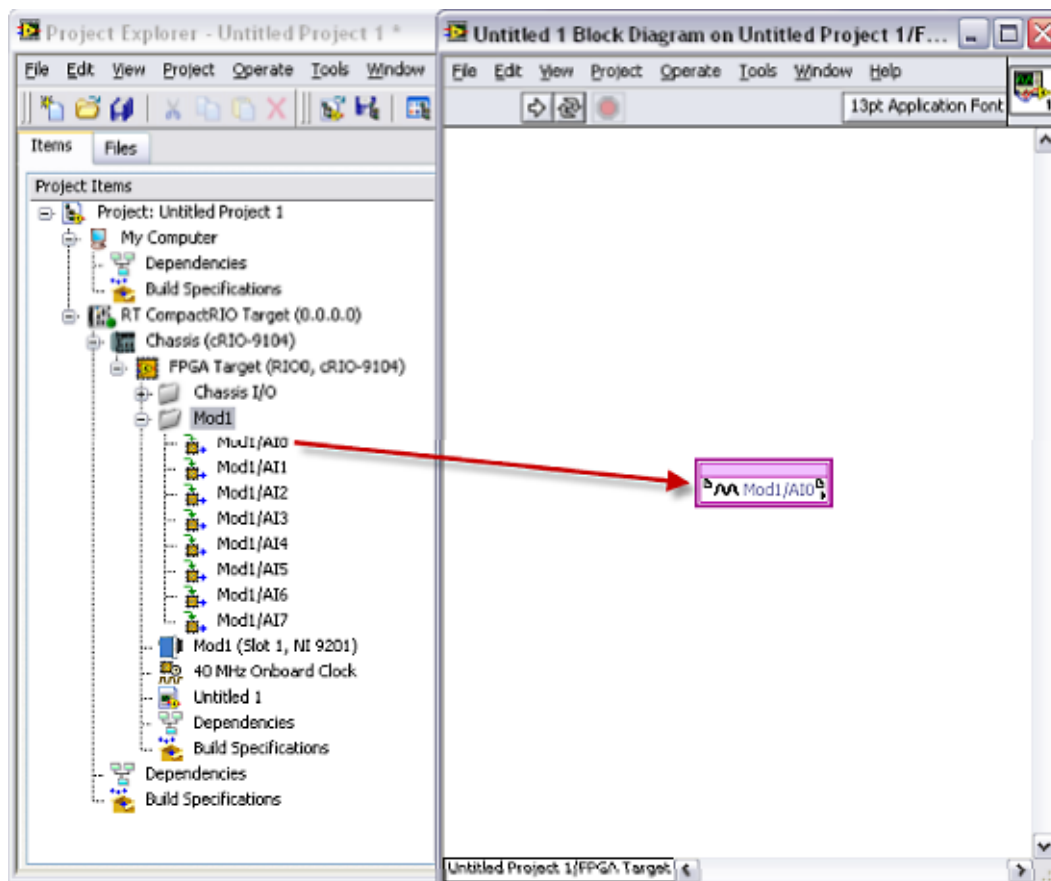 Project Explorer - Untitled Project 1 *
File Edit View Project Operate Tools Window
Items Files
Project Items
Project: Untitled Project 1
My Computer
Dependencies
Build Specifications
RT CompactRIO Target (0.0.0.0)
Chassis (cRIO-9104)
FPGA Target (RIO0, cRIO-9104)
Chassis I/O
Mod1
Mod1/AI0
Mod1/AI1
Mod1/AI2
Mod1/AI3
Mod1/AI4
Mod1/AI5
Mod1/AI6
Mod1/AI7
Mod1 (Slot 1, NI 9201)
40 MHz Onboard Clock
Untitled 1
Dependencies
Build Specifications
Dependencies
Build Specifications
Untitled 1 Block Diagram on Untitled Project 1/F...
File Edit View Project Operate Tools Window Help
13pt Application Font
1
Mod1/AI0
Untitled Project 1/FPGA Target